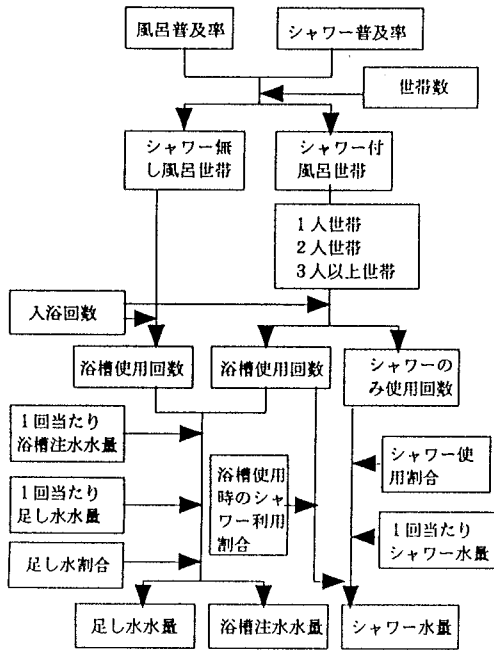 風呂普及率
シャワー普及率
世帯数
シャワー無
し風呂世帯
シャワー付
風呂世帯
1人世帯
2人世帯
3人以上世帯
入浴回数
浴槽使用回数
浴槽使用回数
シャワーの
み使用回数
1回当たり
浴槽注水水量
浴槽使用
時のシャ
ワー利用
割合
シャワー使
用割合
1回当たり
足し水水量
1回当たり
シャワー水量
足し水割合
足し水水量
浴槽注水水量
シャワー水量